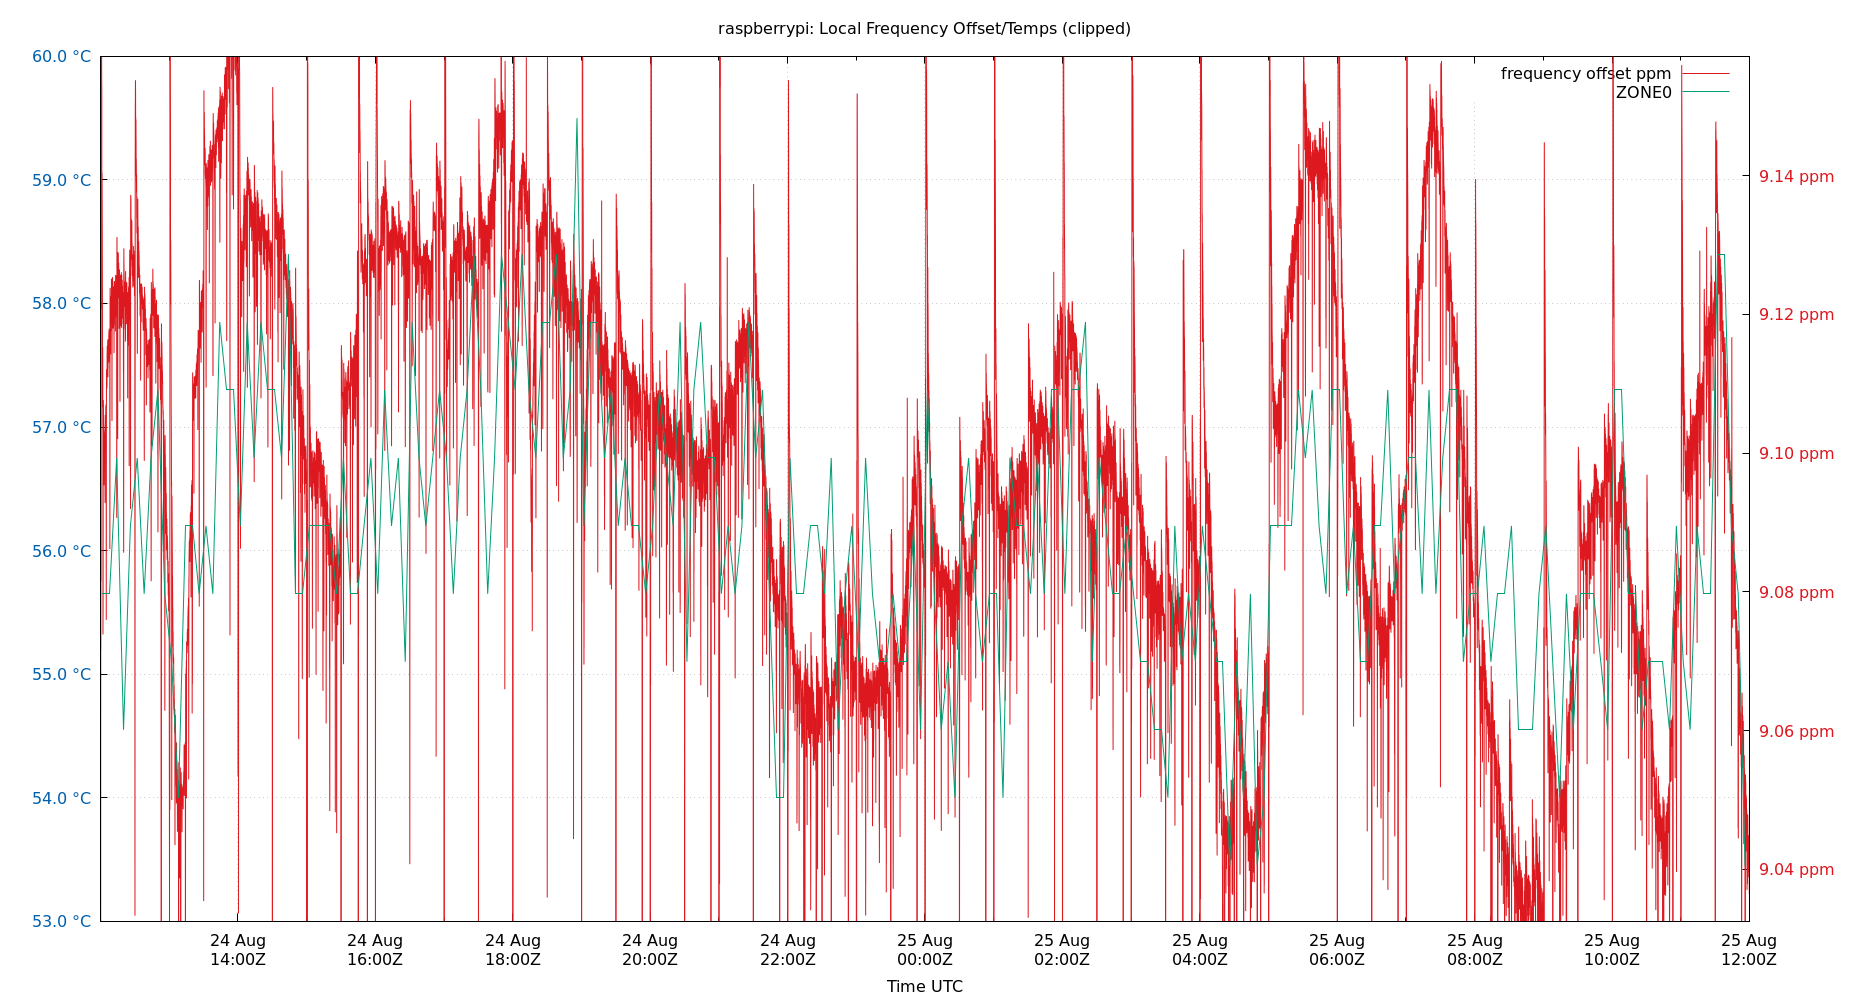 raspberrypi: Local Frequency Offset/Temps (clipped)
60.0 °C
59.0 °C
58.0 °C
57.0 °C
56.0 °C
55.0 °C
54.0 °C
53.0 °C
frequency offset ppm
ZONE0
9.14 ppm
9.12 ppm
9.10 ppm
9.08 ppm
9.06 ppm
9.04 ppm
24 Aug 24 Aug 24 Aug 24 Aug 24 Aug 25 Aug 25 Aug 25 Aug 25 Aug 25 Aug 25 Aug 25 Aug
14:00Z 16:00Z 18:00Z 20:00Z 22:00Z 00:00Z 02:00Z 04:00Z 06:00Z 08:00Z 10:00Z 12:00Z
Time UTC